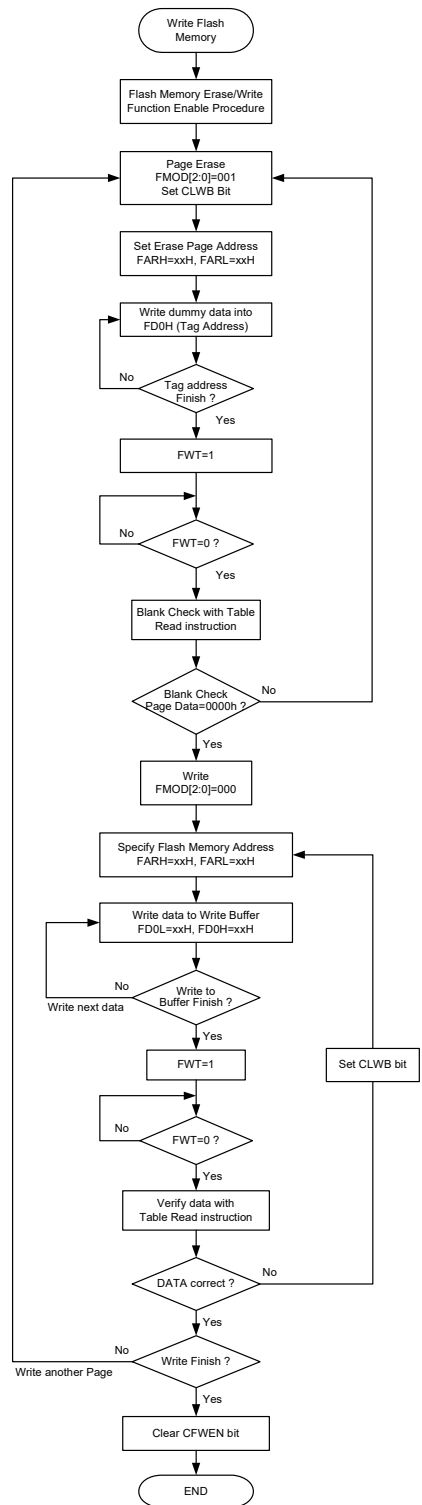 Write Flash
Memory
Flash Memory Erase/Write
Function Enable Procedure
Page Erase
FMOD[2:0]=001
Set CLWB Bit
Set Erase Page Address
FARH=xxH, FARL=xxH
Write dummy data into
FD0H (Tag Address)
No
Tag address
Finish ?
Yes
FWT=1
No
FWT=0 ?
Yes
Blank Check with Table
Read instruction
No
Blank Check
Page Data=0000h ?
Yes
Write
FMOD[2:0]=000
Specify Flash Memory Address
FARH=xxH, FARL=xxH
Write data to Write Buffer
FD0L=xxH, FD0H=xxH
No
Write next data
Write to
Buffer Finish ?
Yes
FWT=1
Set CLWB bit
No
FWT=0 ?
Yes
Verify data with
Table Read instruction
No
DATA correct ?
Yes
No
Write another Page
Write Finish ?
Yes
Clear CFWEN bit
END